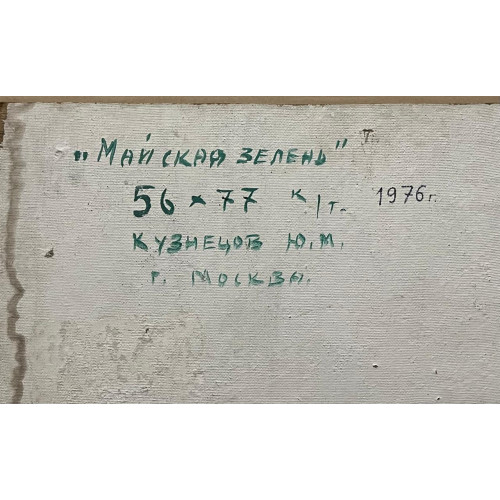 „Майская зелень"
56 × 77 к/т. 1976 г.
Кузнецов Ю.М.
г. Москва.